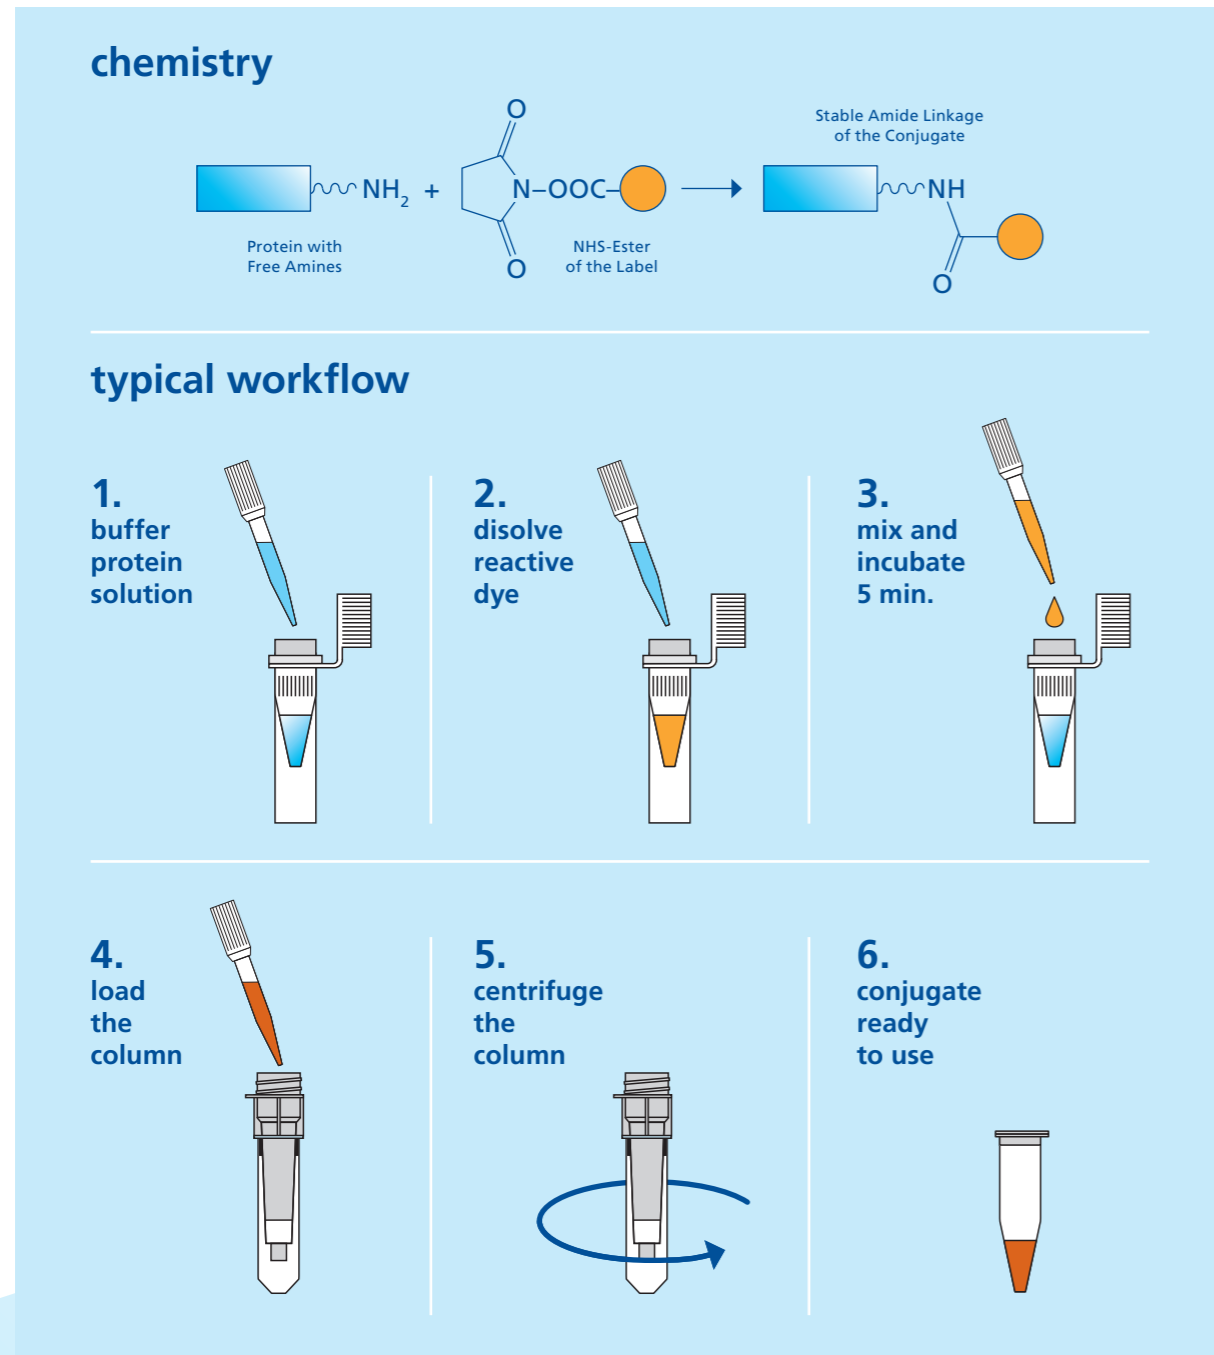 chemistry
Stable Amide Linkage
of the Conjugate
O
NH2 + N–OOC–
NH
O
O
Protein with
Free Amines
NHS-Ester
of the Label
typical workflow
1.
buffer
protein
solution
2.
disolve
reactive
dye
3.
mix and
incubate
5 min.
4.
load
the
column
5.
centrifuge
the
column
6.
conjugate
ready
to use